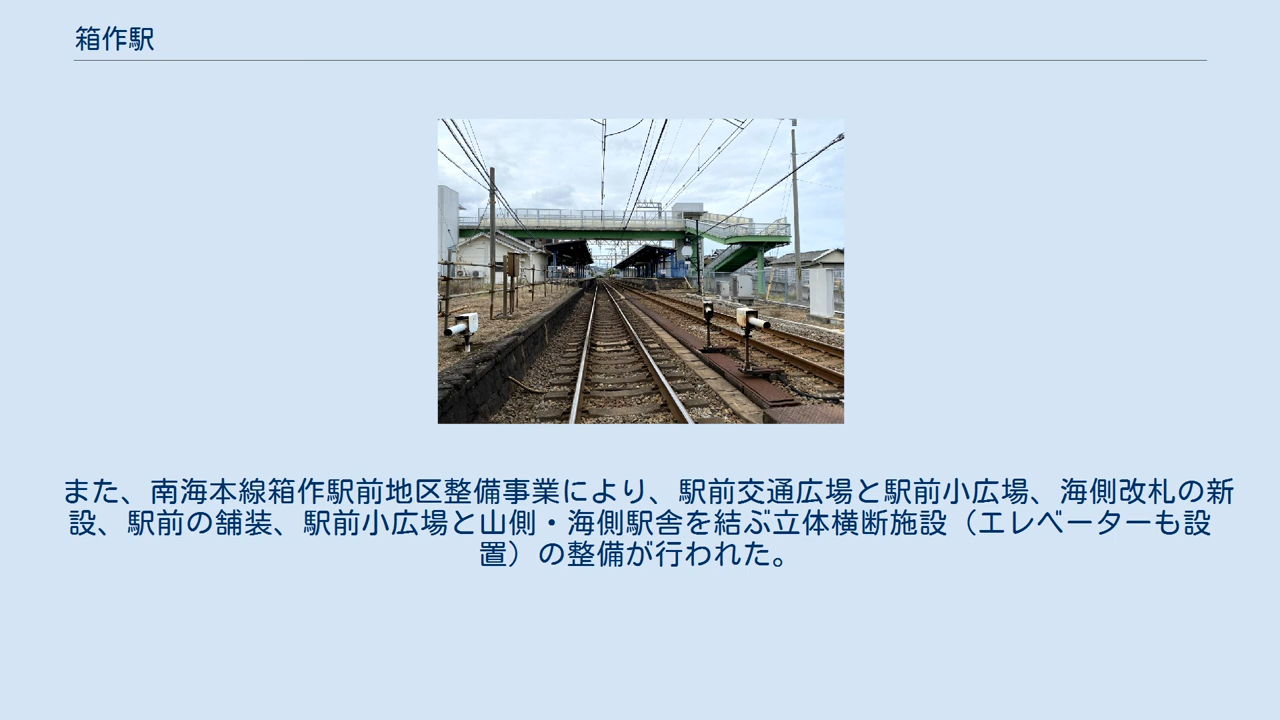 箱作駅
また、南海本線箱作駅前地区整備事業により、駅前交通広場と駅前小広場、海側改札の新
設、駅前の舗装、駅前小広場と山側・海側駅舎を結ぶ立体横断施設（エレベーターも設
置）の整備が行われた。